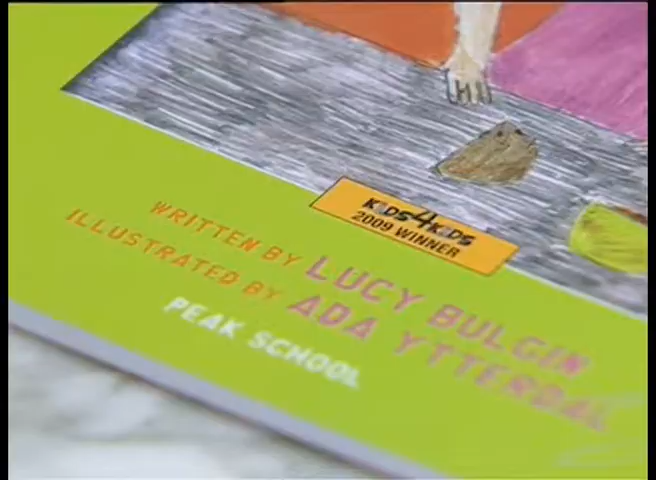 KIDS4KIDS
2009 WINNER
WRITTEN BY LUCY BULGIN
ILLUSTRATED BY ADA YTTERDAL
PEAK SCHOOL